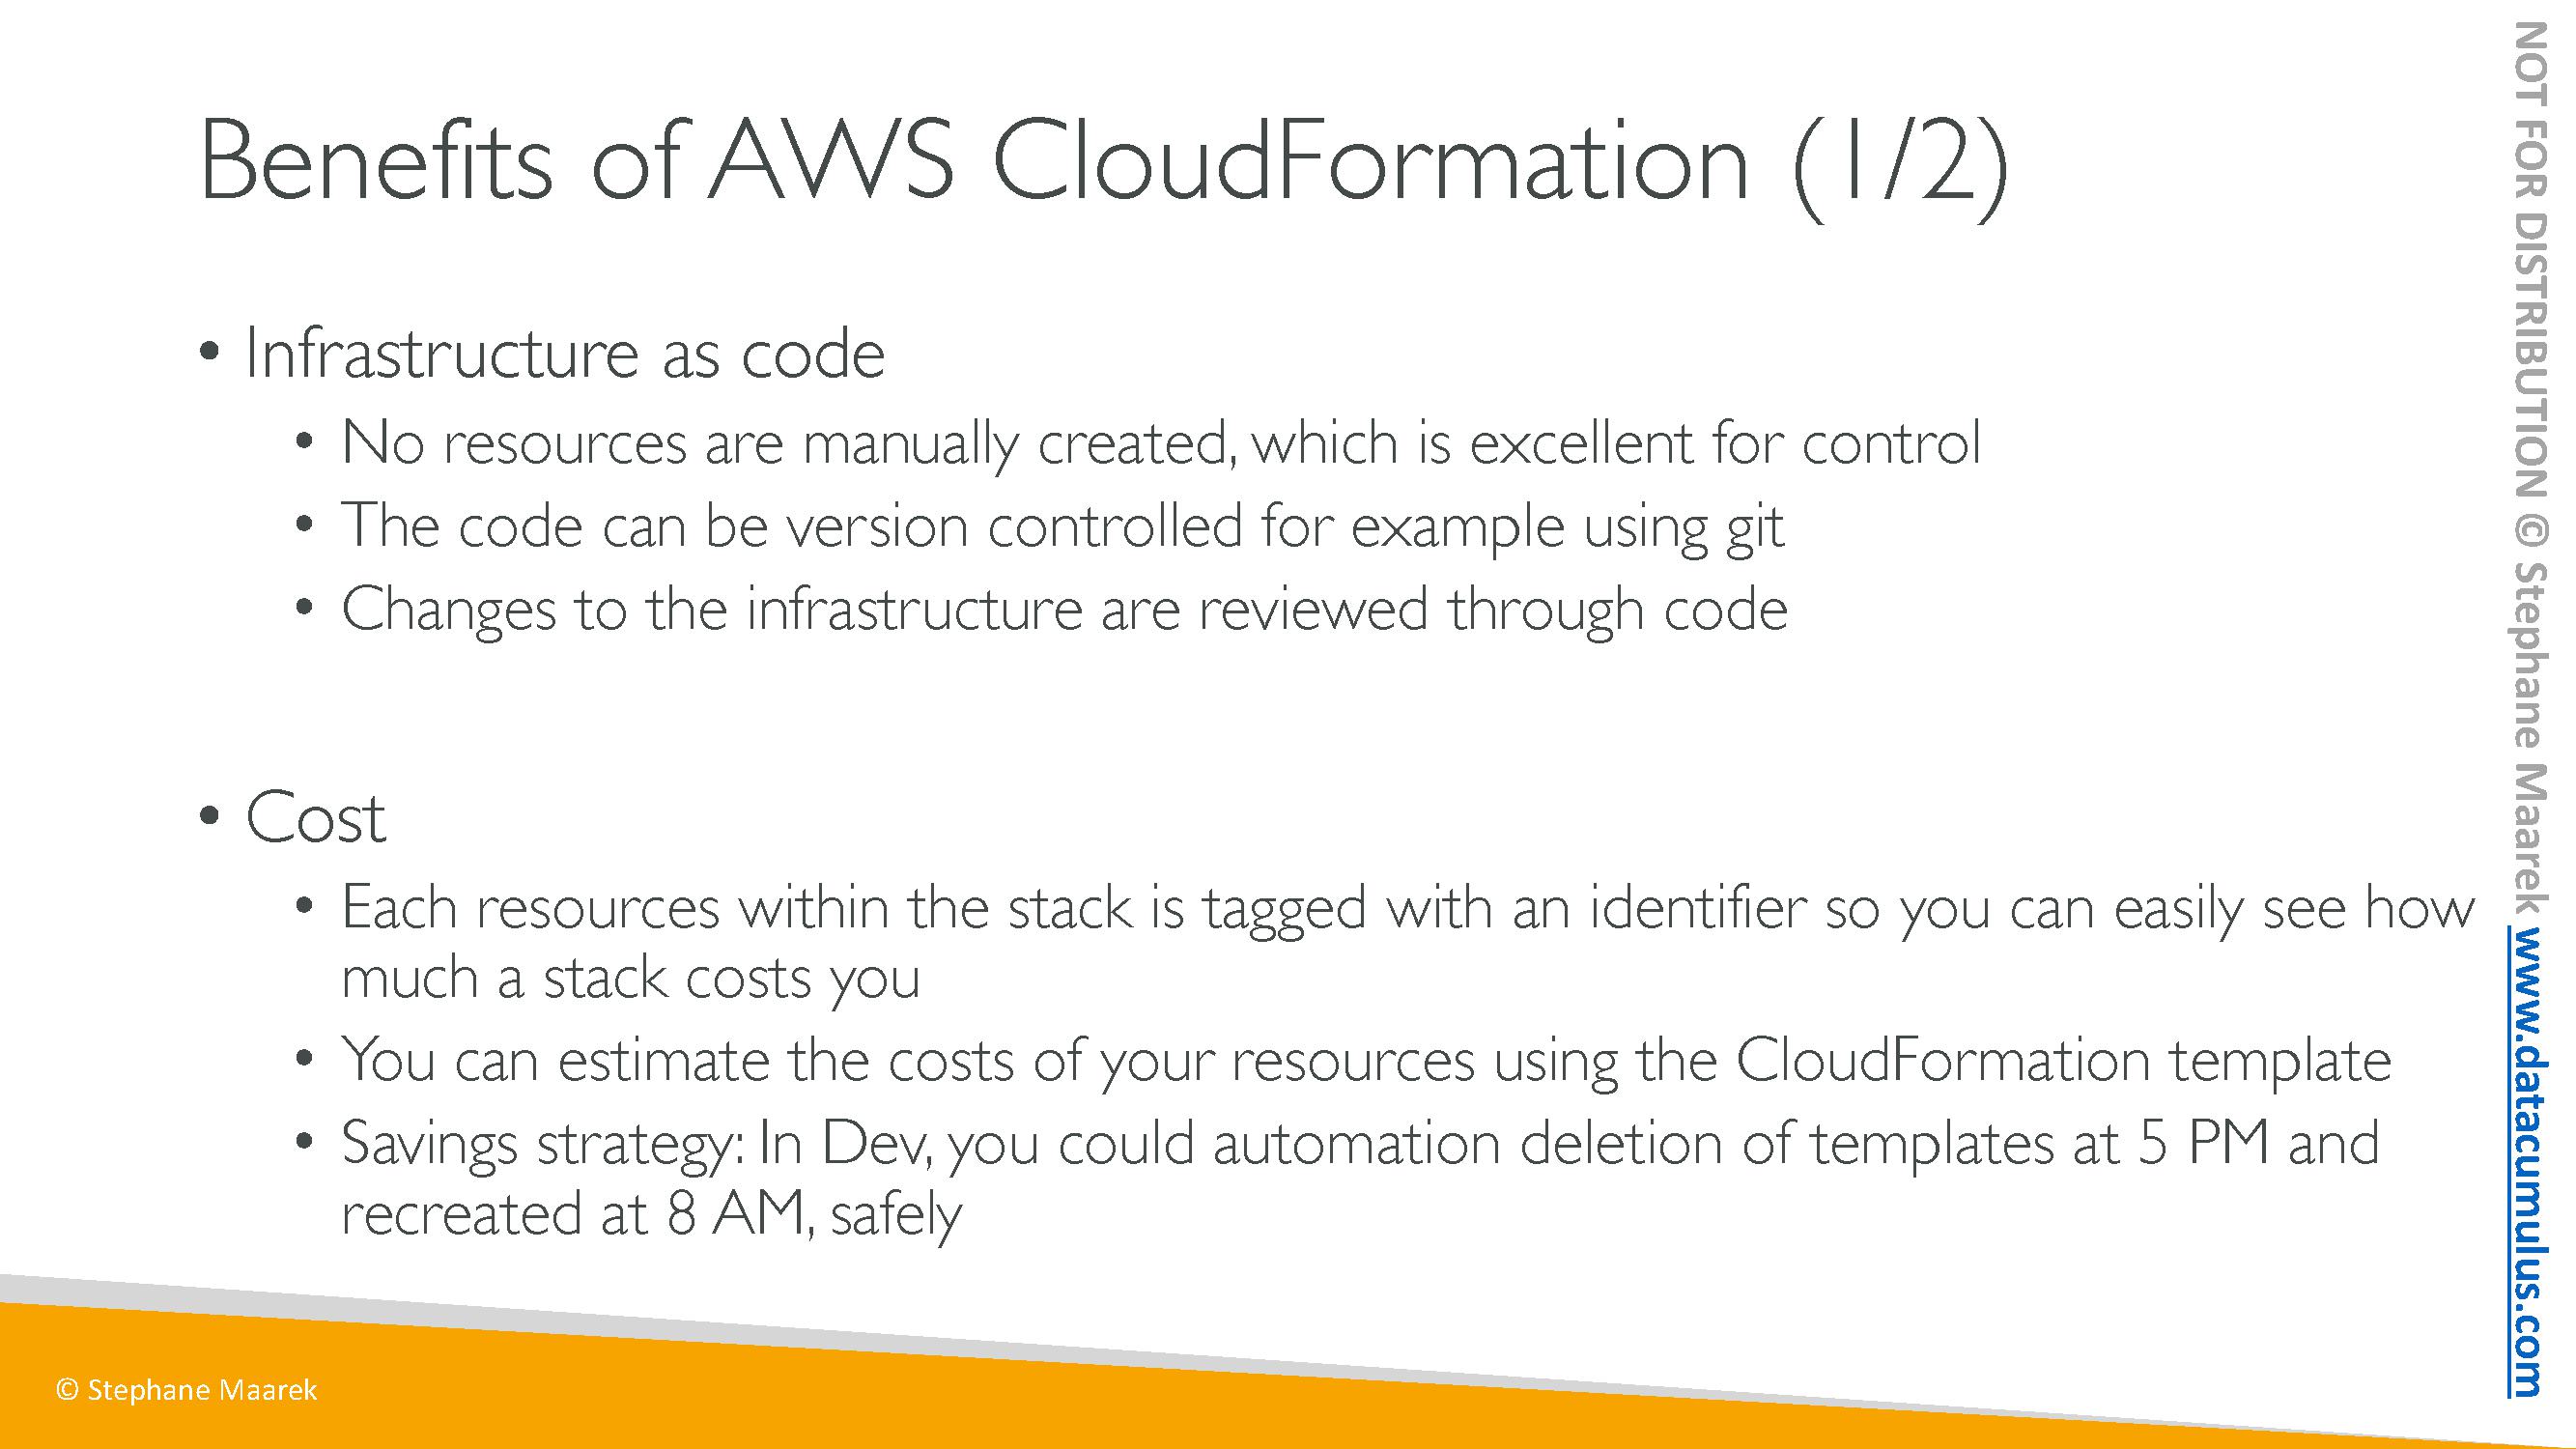 Benefits of AWS CloudFormation (1/2)
• Infrastructure as code
• No resources are manually created, which is excellent for control
• The code can be version controlled for example using git
• Changes to the infrastructure are reviewed through code
• Cost
• Each resources within the stack is tagged with an identifier so you can easily see how
much a stack costs you
• You can estimate the costs of your resources using the CloudFormation template
• Savings strategy: In Dev, you could automation deletion of templates at 5 PM and
recreated at 8 AM, safely
© Stephane Maarek
NOT FOR DISTRIBUTION © Stephane Maarek www.datacumulus.com